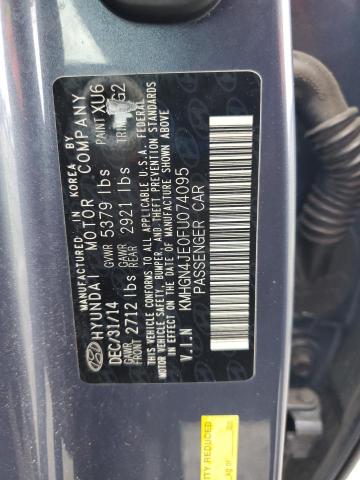 MANUFACTURED IN KOREA BY
HYUNDAI MOTOR COMPANY
DEC/31/14 GVWR 5379 lbs PAINT XU6
GAWR FRONT 2712 lbs GAWR REAR 2921 lbs TRIM G2
THIS VEHICLE CONFORMS TO ALL APPLICABLE U.S.A. FEDERAL
MOTOR VEHICLE SAFETY, BUMPER, AND THEFT PREVENTION STANDARDS
IN EFFECT ON THE DATE OF MANUFACTURE SHOWN ABOVE.
V.I.N KMHGN4JE0FU074095
PASSENGER CAR
CITY REDUCED